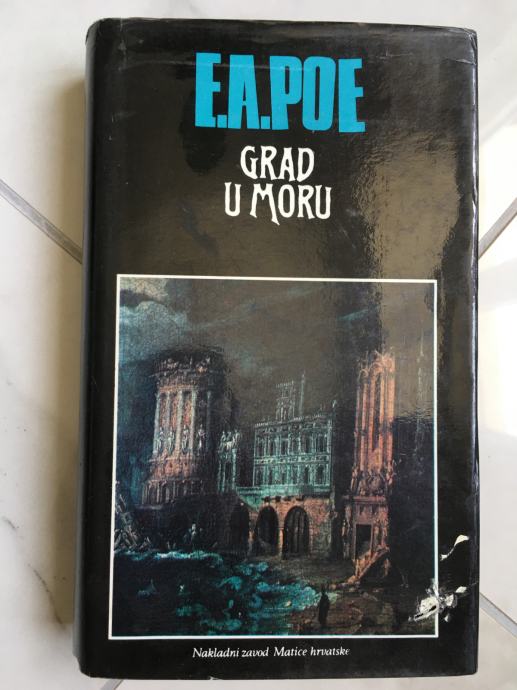 E.A.POE
GRAD
U MORU
Nakladni zavod Matice hrvatske